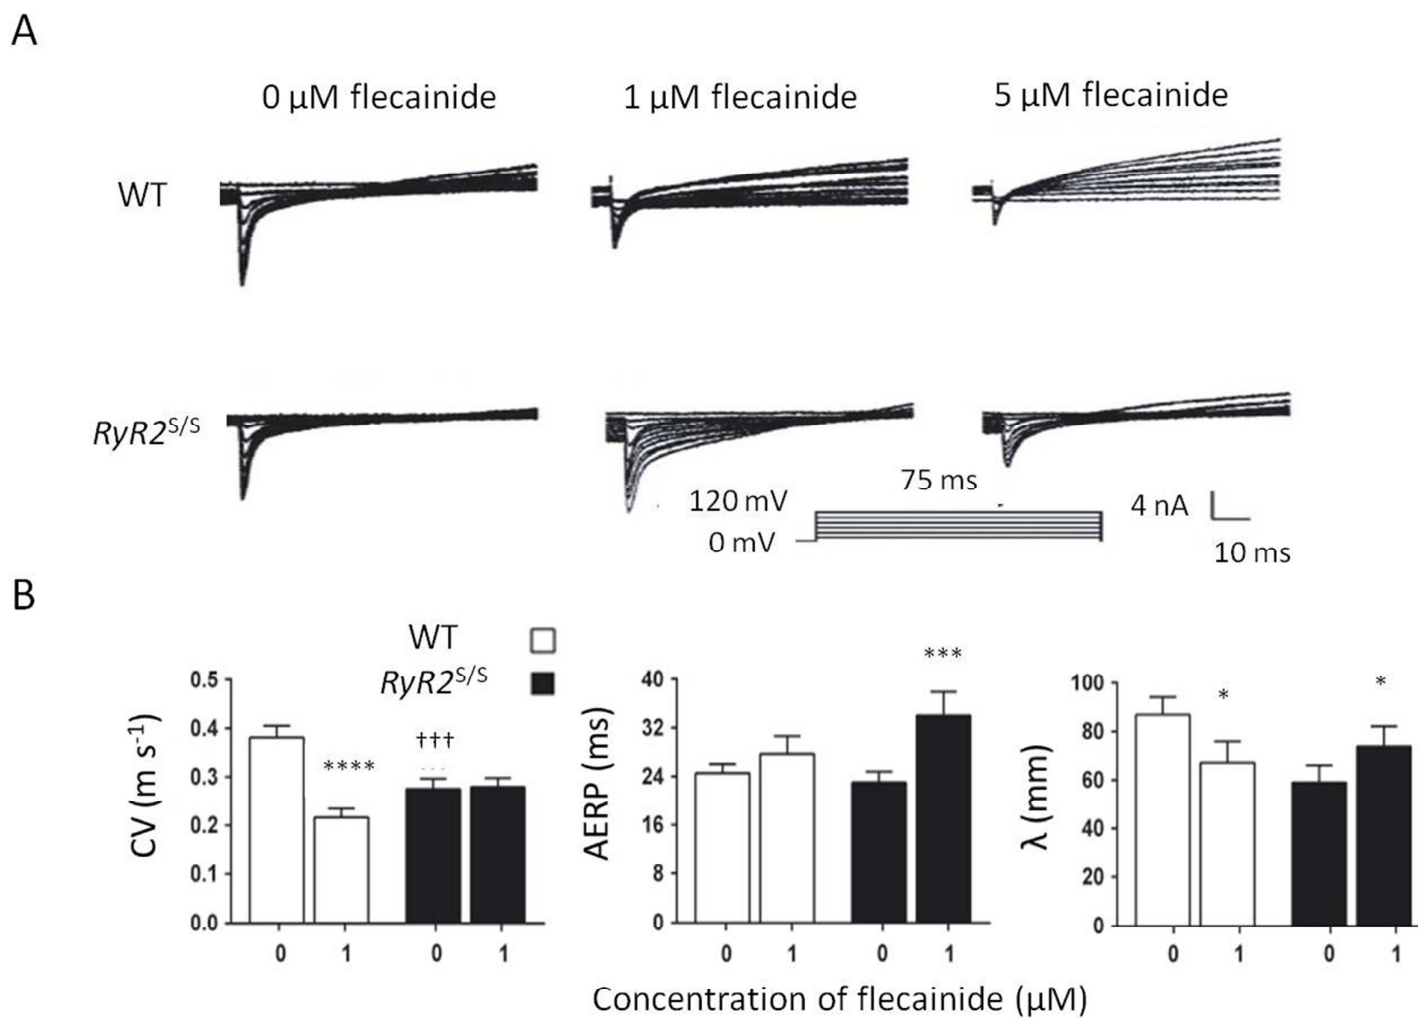 A
0 µM flecainide
1 µM flecainide
5 µM flecainide
WT
RyR2S/S
75 ms
120 mV
0 mV
4 nA
10 ms
B
WT
RyR2S/S
CV (m s-1)
0.5
0.4
0.3
0.2
0.1
0.0
****
†††
0 1 0 1
AERP (ms)
40
32
24
16
8
0
***
0 1 0 1
λ (mm)
100
80
60
40
20
0
*
*
0 1 0 1
Concentration of flecainide (µM)